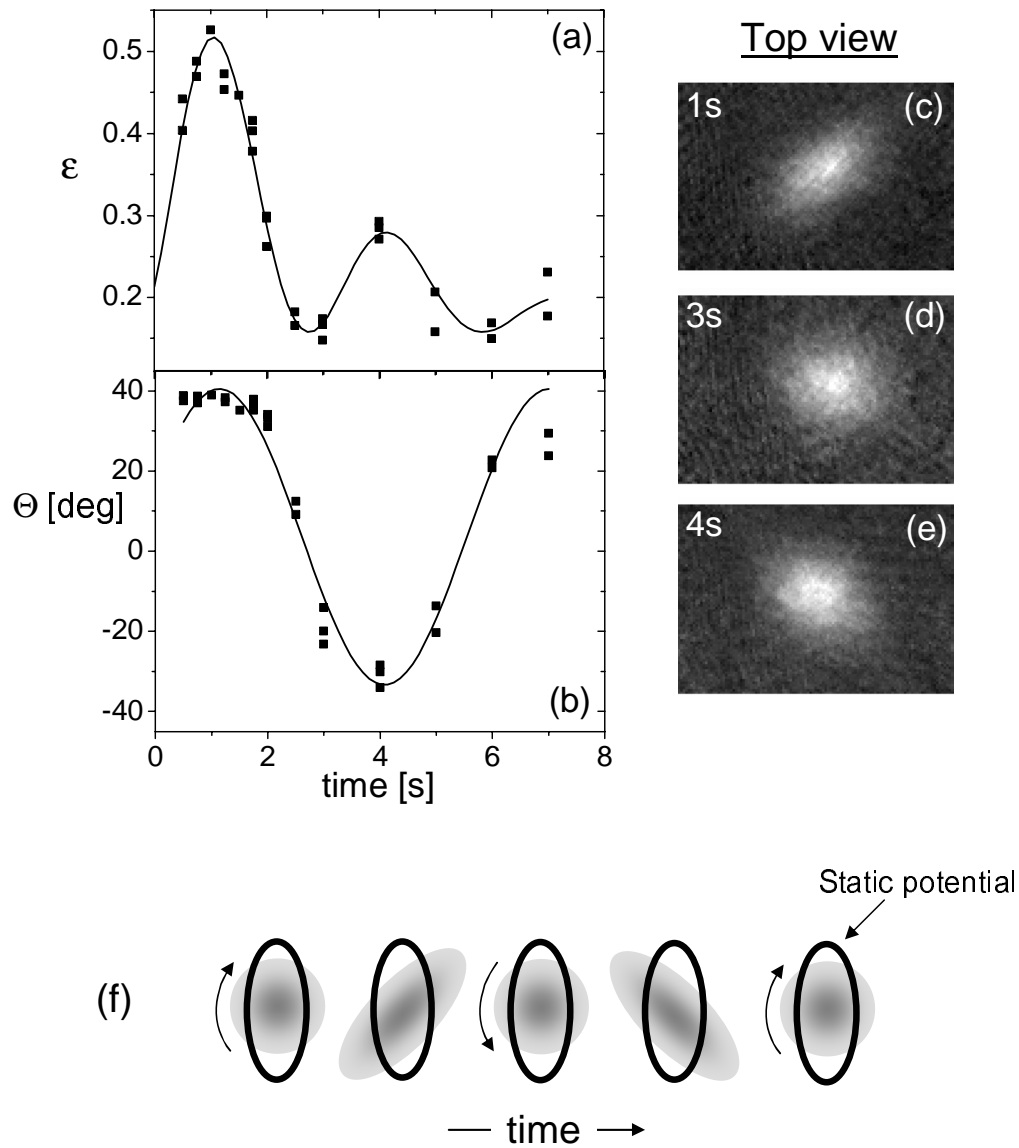 (a)
0.5
0.4
ε
0.3
0.2
(b)
40
20
Θ [deg]
0
-20
-40
0 2 4 6 8
time [s]
Top view
1s (c)
3s (d)
4s (e)
Static potential
(f)
time